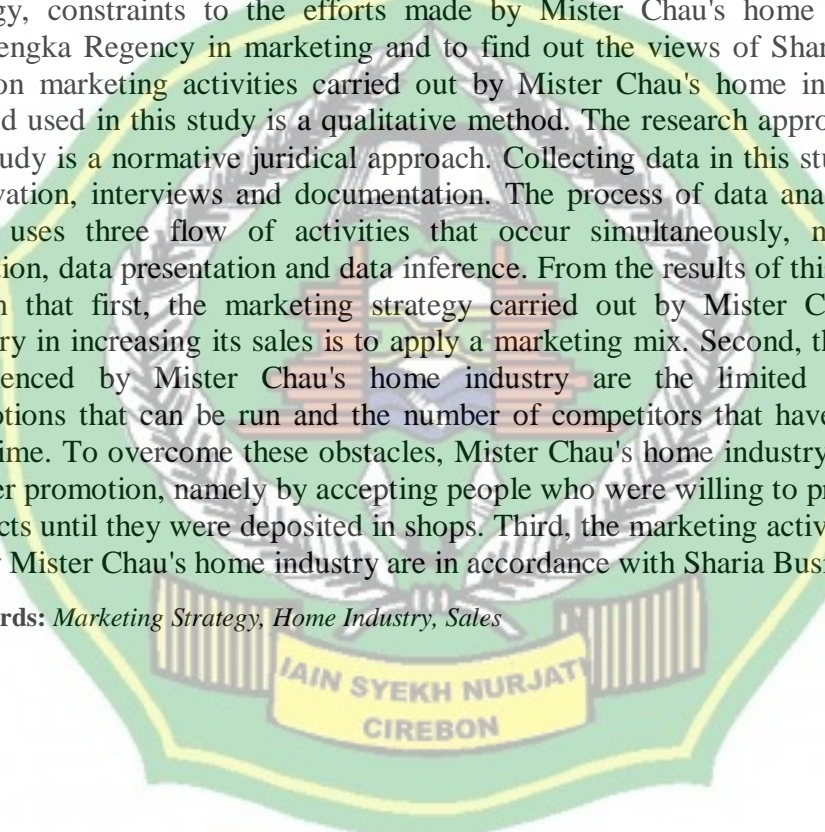 gy, constraints to the efforts made by Mister Chau's home
engka Regency in marketing and to find out the views of Shar
on marketing activities carried out by Mister Chau's home in
d used in this study is a qualitative method. The research appro
udy is a normative juridical approach. Collecting data in this stu
vation, interviews and documentation. The process of data ana
uses three flow of activities that occur simultaneously, n
tion, data presentation and data inference. From the results of this
n that first, the marketing strategy carried out by Mister C
ry in increasing its sales is to apply a marketing mix. Second, th
enced by Mister Chau's home industry are the limited
otions that can be run and the number of competitors that have
ime. To overcome these obstacles, Mister Chau's home industry
er promotion, namely by accepting people who were willing to pr
cts until they were deposited in shops. Third, the marketing activ
y Mister Chau's home industry are in accordance with Sharia Busi
rds: Marketing Strategy, Home Industry, Sales
IAIN SYEKH NURJATI
CIREBON